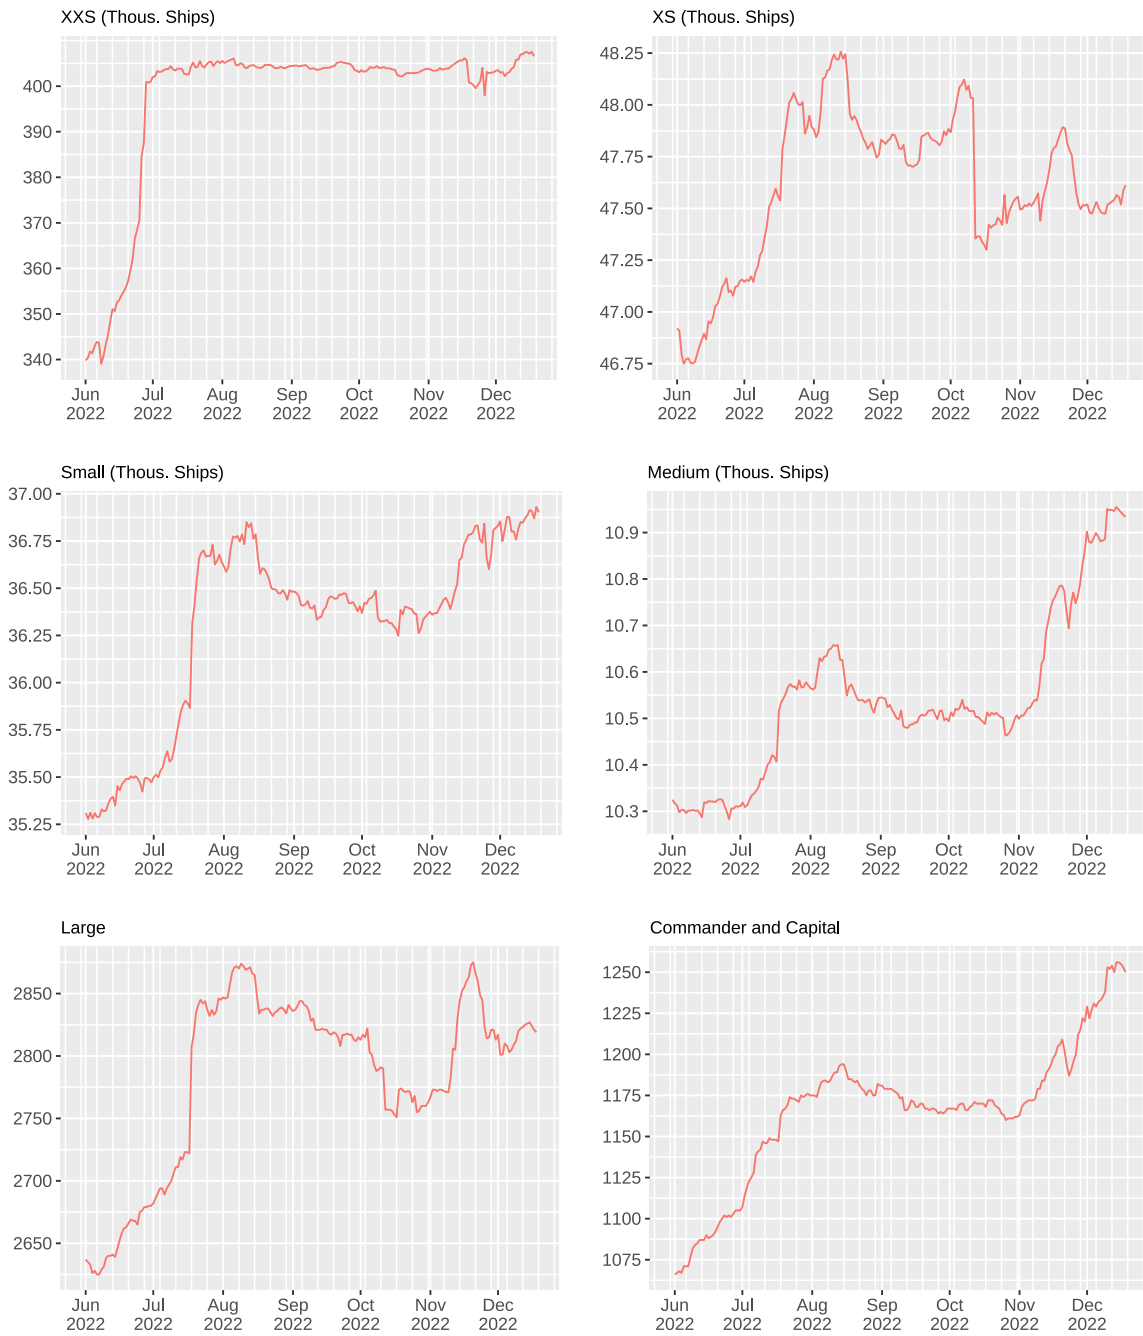 XXS (Thous. Ships)
400
390
380
370
360
350
340
Jun Jul Aug Sep Oct Nov Dec
2022 2022 2022 2022 2022 2022 2022
XS (Thous. Ships)
48.25
48.00
47.75
47.50
47.25
47.00
46.75
Jun Jul Aug Sep Oct Nov Dec
2022 2022 2022 2022 2022 2022 2022
Small (Thous. Ships)
37.00
36.75
36.50
36.25
36.00
35.75
35.50
35.25
Jun Jul Aug Sep Oct Nov Dec
2022 2022 2022 2022 2022 2022 2022
Medium (Thous. Ships)
10.9
10.8
10.7
10.6
10.5
10.4
10.3
Jun Jul Aug Sep Oct Nov Dec
2022 2022 2022 2022 2022 2022 2022
Large
2850
2800
2750
2700
2650
Jun Jul Aug Sep Oct Nov Dec
2022 2022 2022 2022 2022 2022 2022
Commander and Capital
1250
1225
1200
1175
1150
1125
1100
1075
Jun Jul Aug Sep Oct Nov Dec
2022 2022 2022 2022 2022 2022 2022